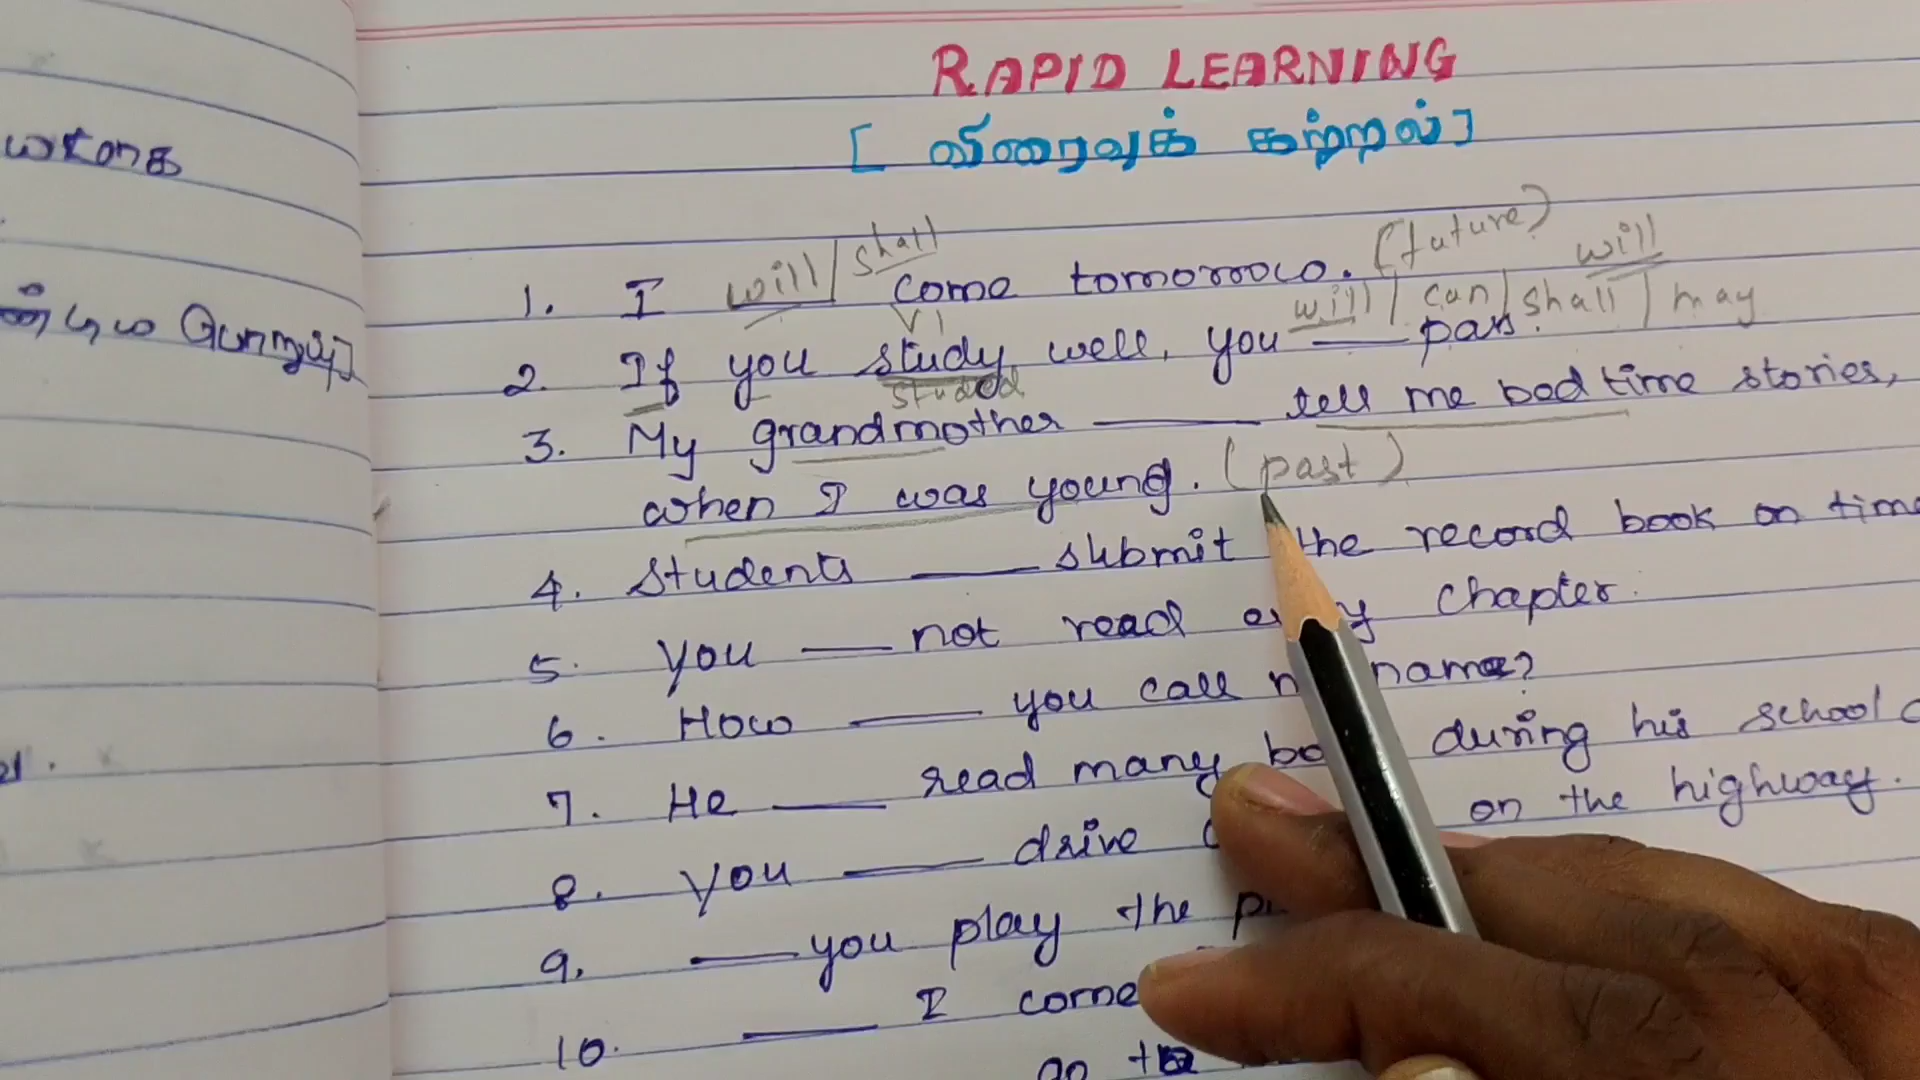 RAPID LEARNING
[ விரைவுக் கற்றல் ]
1. I will/shall come tomorrow. (future)
will
V1 will/can/shall/may
2. If you study well, you ___ pass.
studied
3. My grandmother ___ tell me bed time stories,
when I was young. (past)
4. Students ___ submit the record book on time
5. You ___ not read chapter.
6. How ___ you call name?
7. He ___ read many during his school
8. You ___ drive on the highway.
9. ___ you play the
10. ___ I come
go to